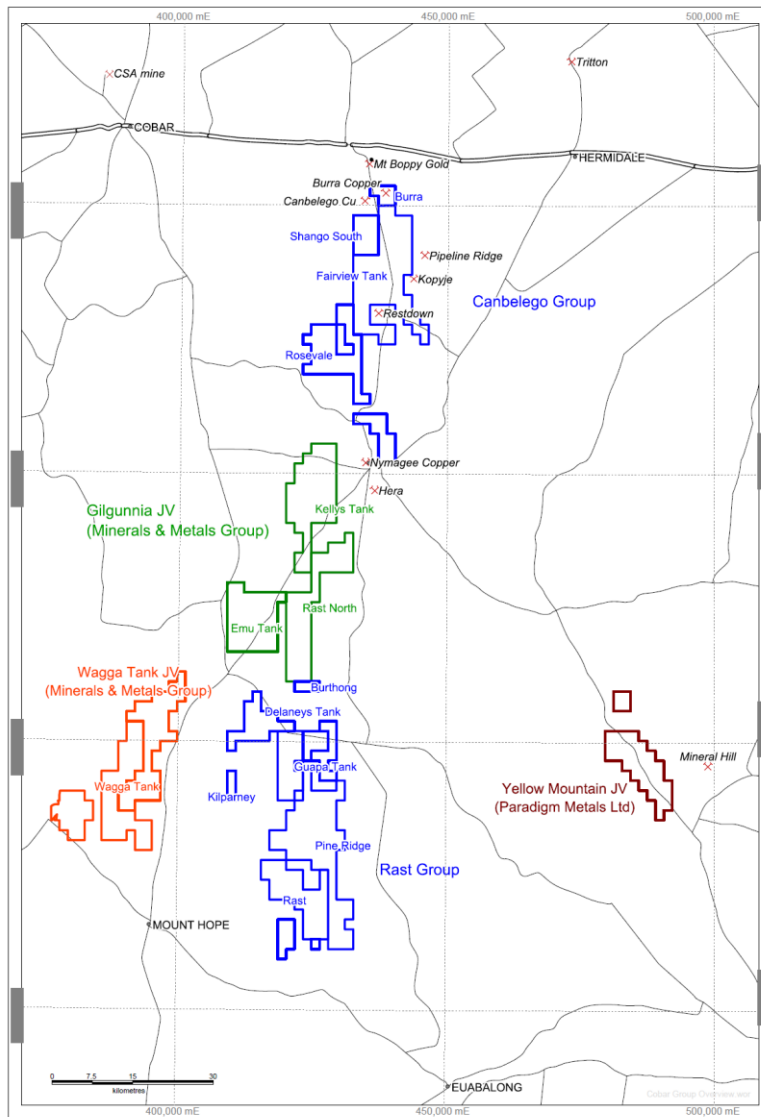 400,000 mE
450,000 mE
500,000 mE
CSA mine
Tritton
COBAR
Mt Boppy Gold
HERMIDALE
Burra Copper
Burra
Canbelego Cu
Shango South
Pipeline Ridge
Fairview Tank
Kopyje
Canbelego Group
Restdown
Rosevale
Nymagee Copper
Hera
Kellys Tank
Gilgunnia JV
(Minerals & Metals Group)
Rast North
Emu Tank
Wagga Tank JV
(Minerals & Metals Group)
Burthong
Delaneys Tank
Guapa Tank
Mineral Hill
Wagga Tank
Kilparney
Yellow Mountain JV
(Paradigm Metals Ltd)
Pine Ridge
Rast Group
Rast
MOUNT HOPE
0 7.5 15 30
kilometres
EUABALONG
Cobar Group Overview.wor
400,000 mE
450,000 mE
500,000 mE